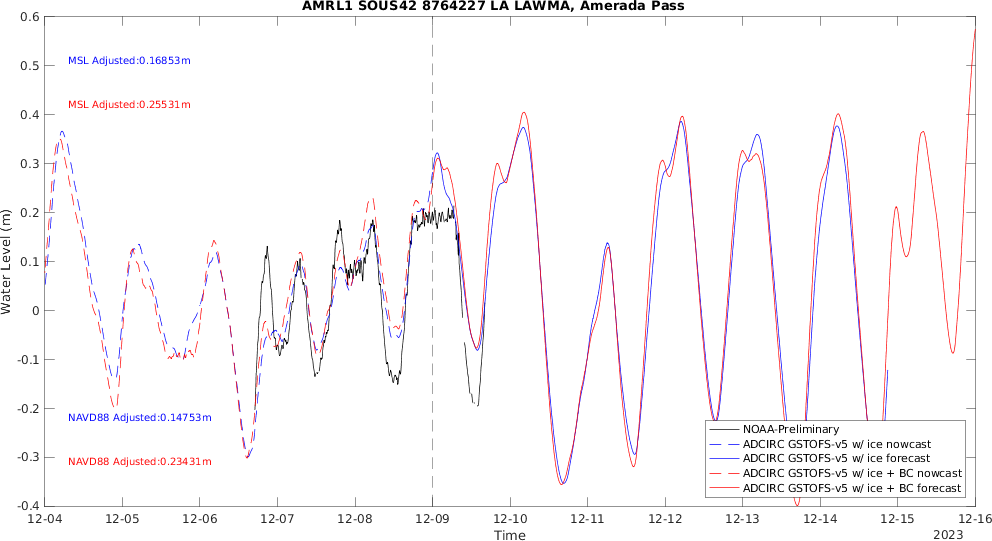 AMRL1 SOUS42 8764227 LA LAWMA, Amerada Pass
0.6
0.5
0.4
0.3
0.2
0.1
0
-0.1
-0.2
-0.3
-0.4
Water Level (m)
MSL Adjusted:0.16853m
MSL Adjusted:0.25531m
NAVD88 Adjusted:0.14753m
NAVD88 Adjusted:0.23431m
NOAA-Preliminary
ADCIRC GSTOFS-v5 w/ ice nowcast
ADCIRC GSTOFS-v5 w/ ice forecast
ADCIRC GSTOFS-v5 w/ ice + BC nowcast
ADCIRC GSTOFS-v5 w/ ice + BC forecast
12-04 12-05 12-06 12-07 12-08 12-09 12-10 12-11 12-12 12-13 12-14 12-15 12-16
Time
2023